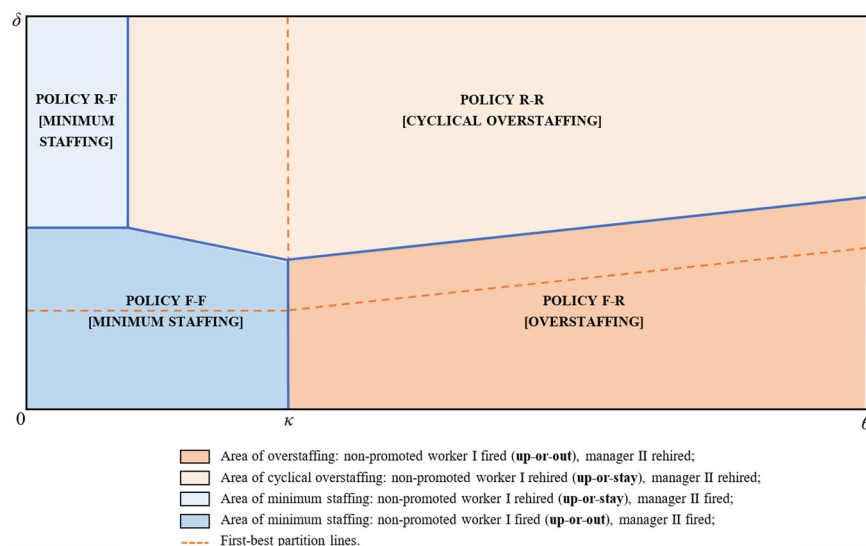 δ
POLICY R-F
[MINIMUM
STAFFING]
POLICY R-R
[CYCLICAL OVERSTAFFING]
POLICY F-F
[MINIMUM STAFFING]
POLICY F-R
[OVERSTAFFING]
0
κ
Area of overstaffing: non-promoted worker I fired (up-or-out), manager II rehired;
Area of cyclical overstaffing: non-promoted worker I rehired (up-or-stay), manager II rehired;
Area of minimum staffing: non-promoted worker I rehired (up-or-stay), manager II fired;
Area of minimum staffing: non-promoted worker I fired (up-or-out), manager II fired;
First-best partition lines.